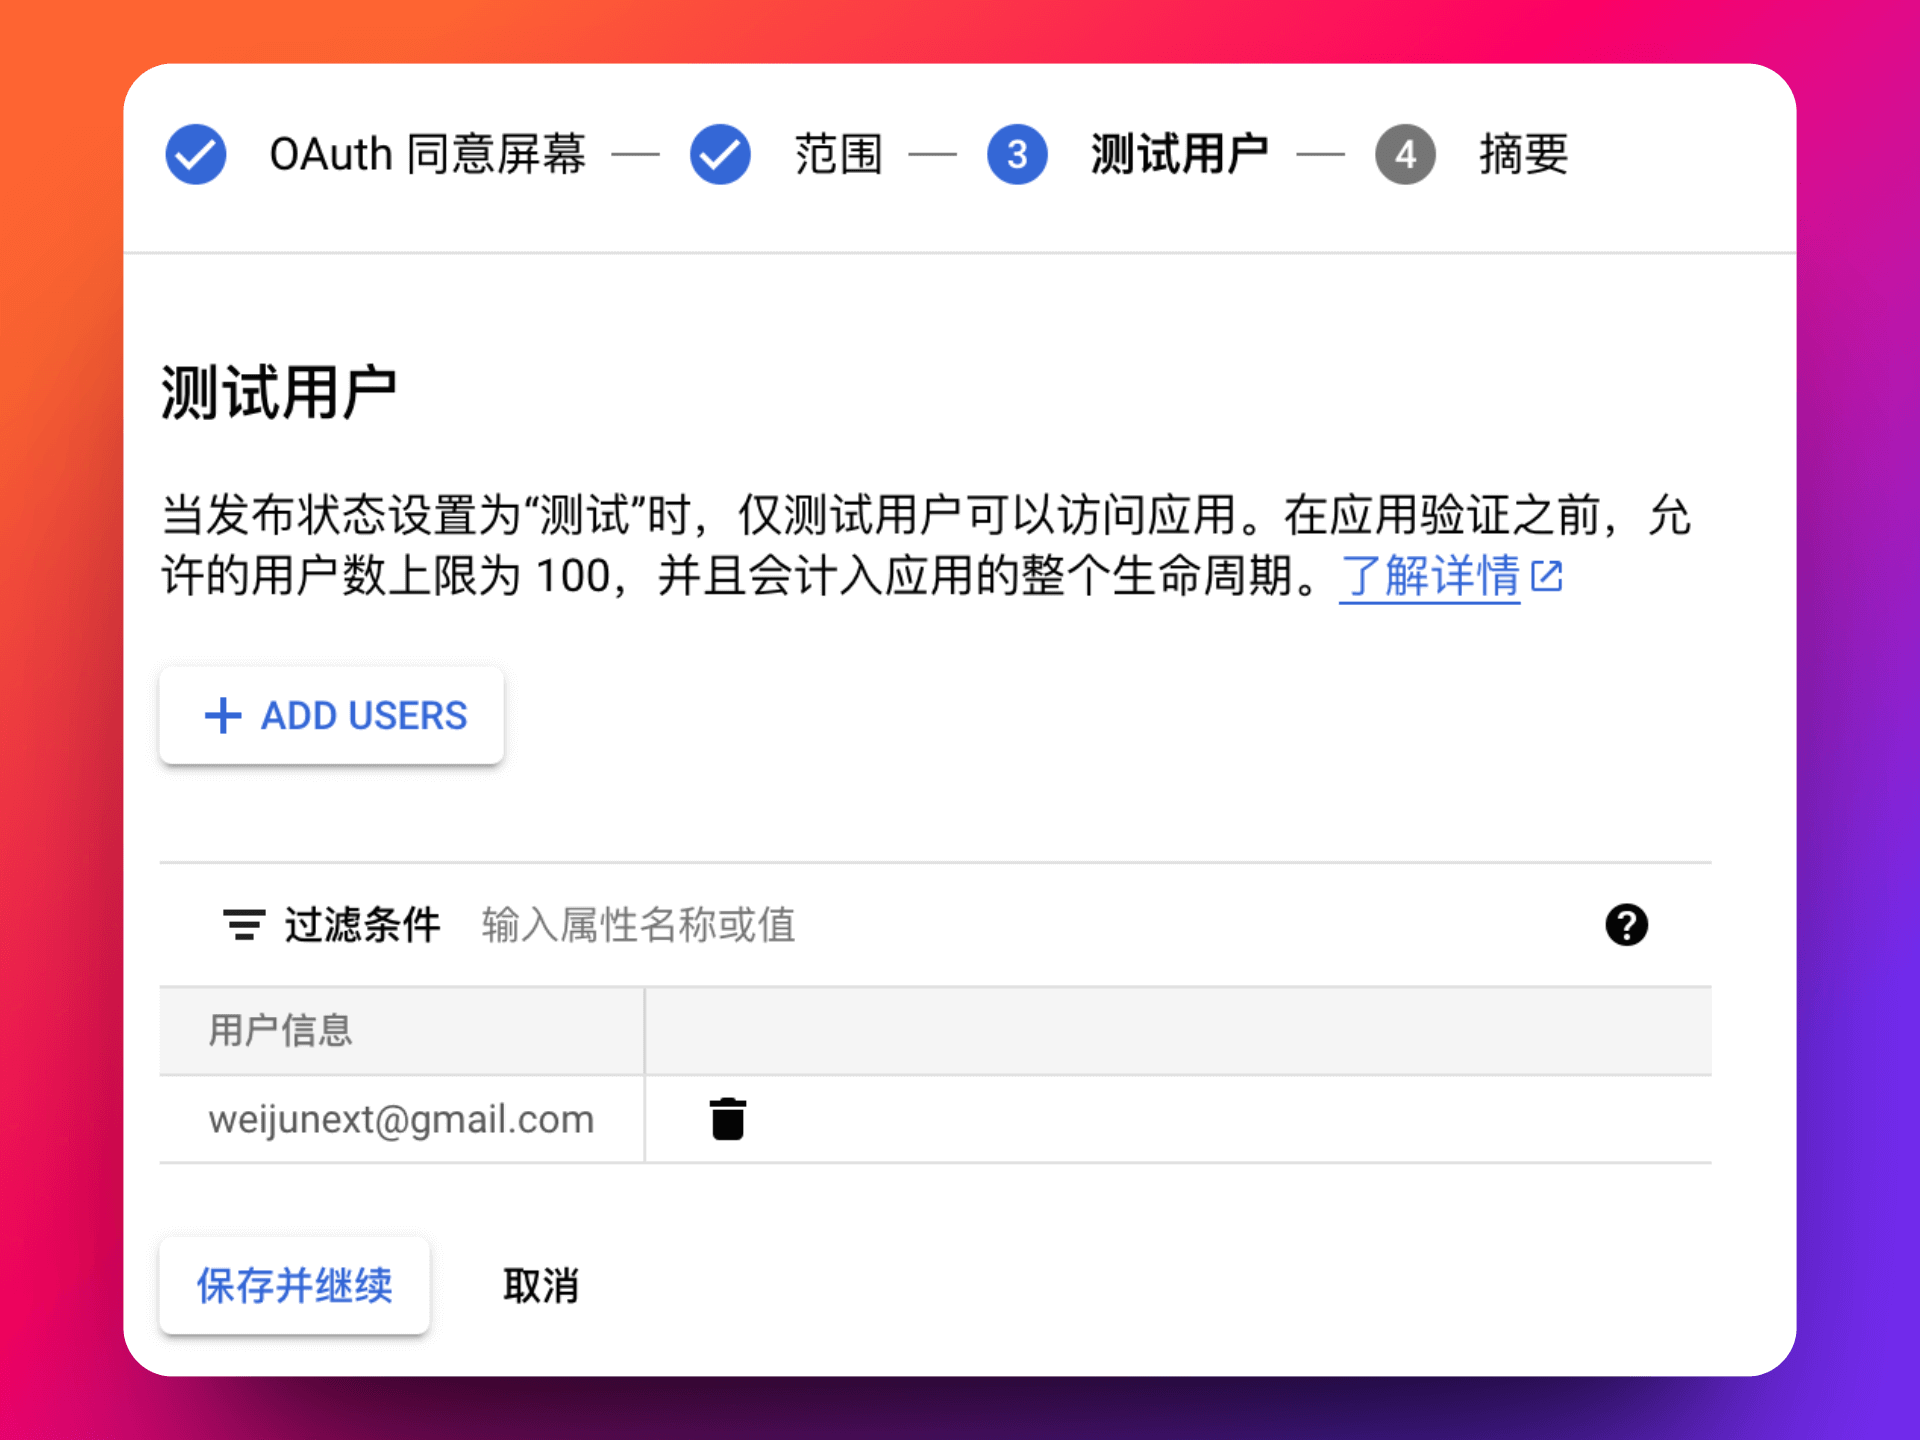 OAuth 同意屏幕 — 范围 — 3 测试用户 — 4 摘要
测试用户
当发布状态设置为“测试”时，仅测试用户可以访问应用。在应用验证之前，允
许的用户数上限为 100，并且会计入应用的整个生命周期。了解详情
+ ADD USERS
过滤条件 输入属性名称或值
用户信息
weijunext@gmail.com
保存并继续 取消